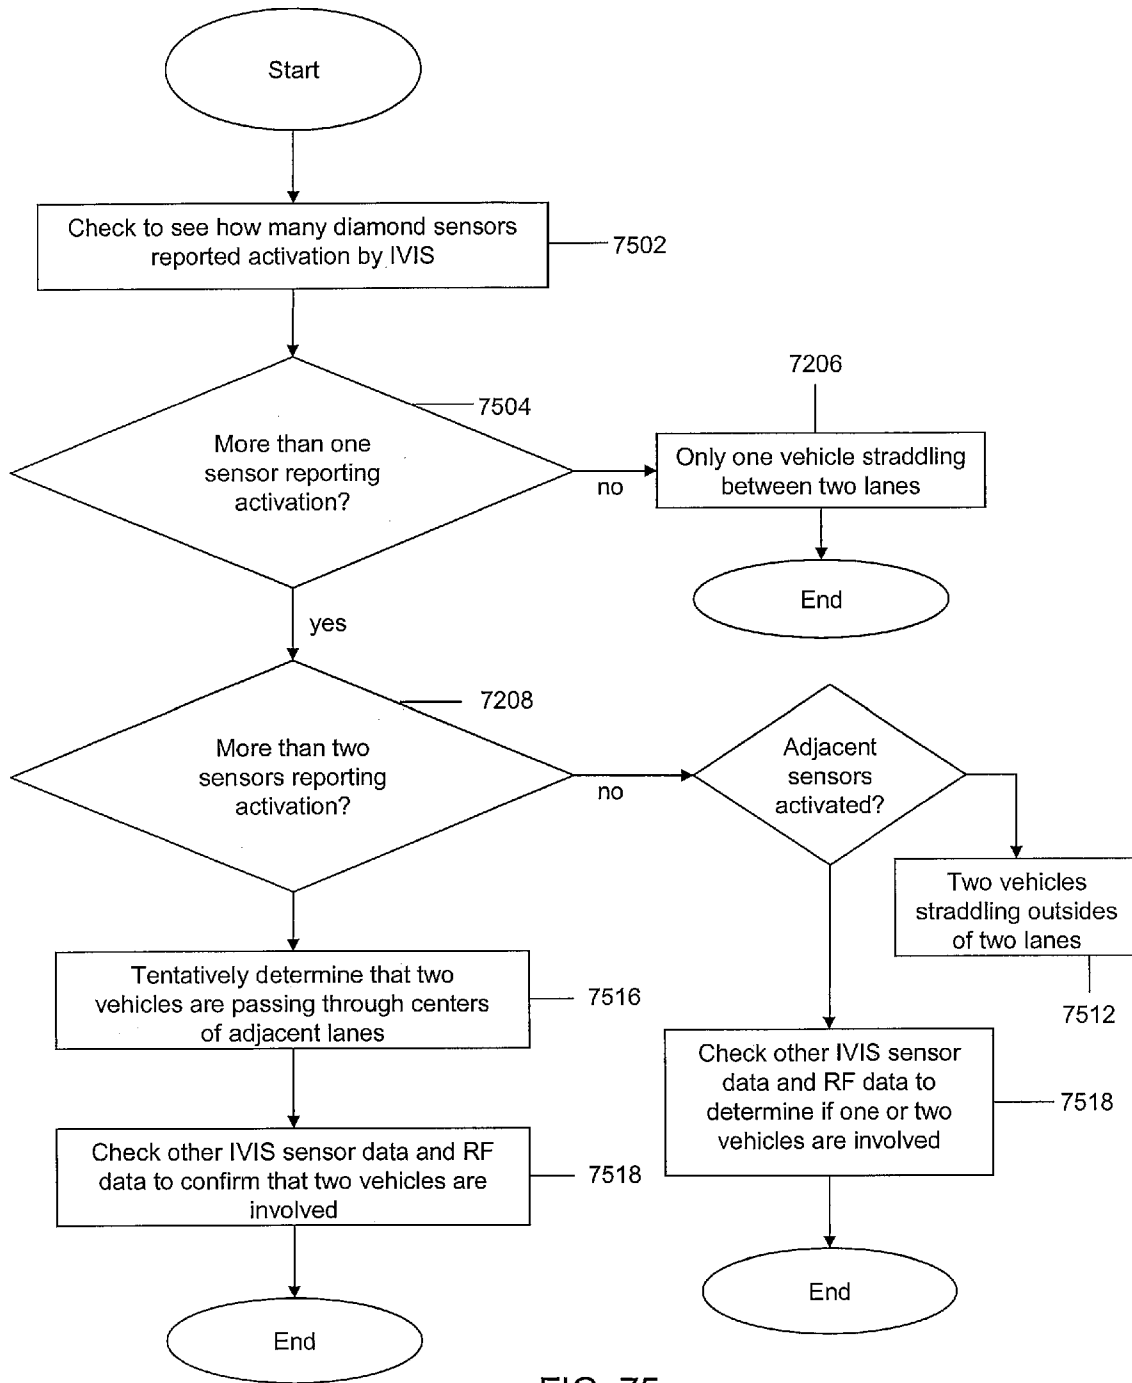 Start
Check to see how many diamond sensors
reported activation by IVIS
7502
7504
More than one
sensor reporting
activation?
no
7206
Only one vehicle straddling
between two lanes
End
yes
7208
More than two
sensors reporting
activation?
no
Adjacent
sensors
activated?
Two vehicles
straddling outsides
of two lanes
7512
Tentatively determine that two
vehicles are passing through centers
of adjacent lanes
7516
Check other IVIS sensor
data and RF data to
determine if one or two
vehicles are involved
7518
Check other IVIS sensor data and RF
data to confirm that two vehicles are
involved
7518
End
End
FIG. 75